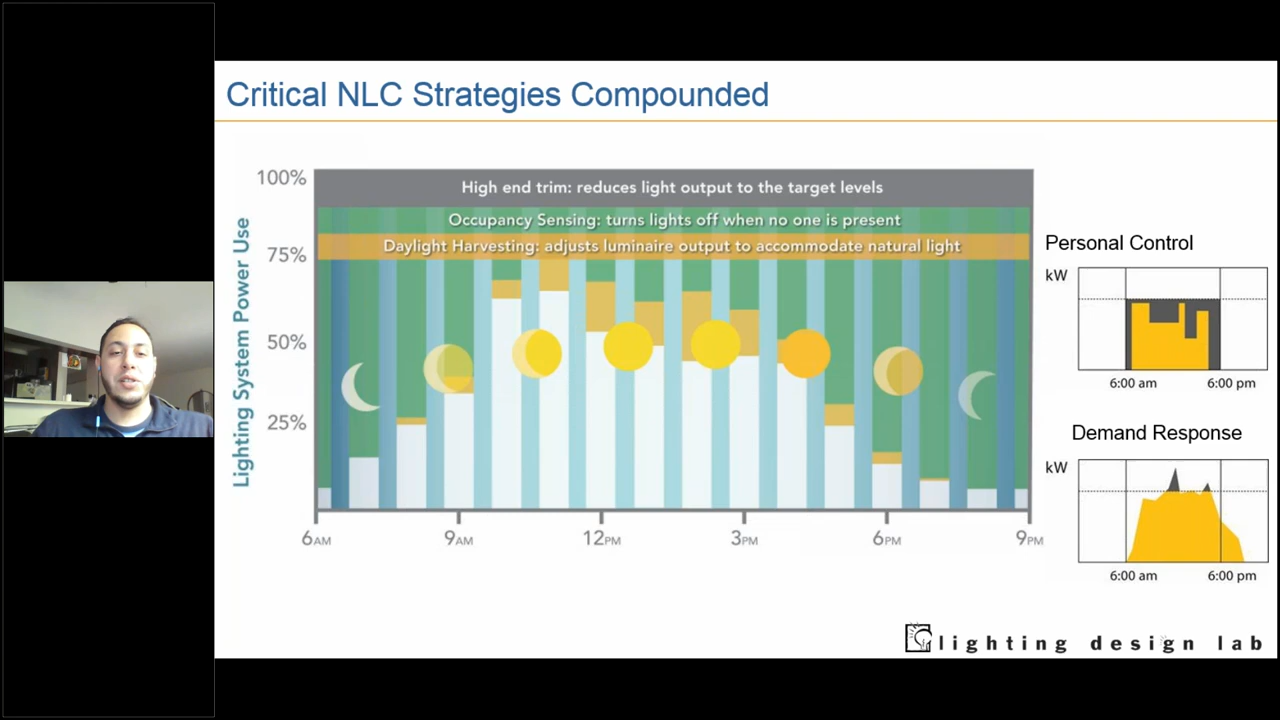 Critical NLC Strategies Compounded
100%
High end trim: reduces light output to the target levels
Occupancy Sensing: turns lights off when no one is present
Daylight Harvesting: adjusts luminaire output to accommodate natural light
75%
50%
25%
Lighting System Power Use
6AM
9AM
12PM
3PM
6PM
9PM
Personal Control
kW
6:00 am
6:00 pm
Demand Response
kW
6:00 am
6:00 pm
lighting design lab